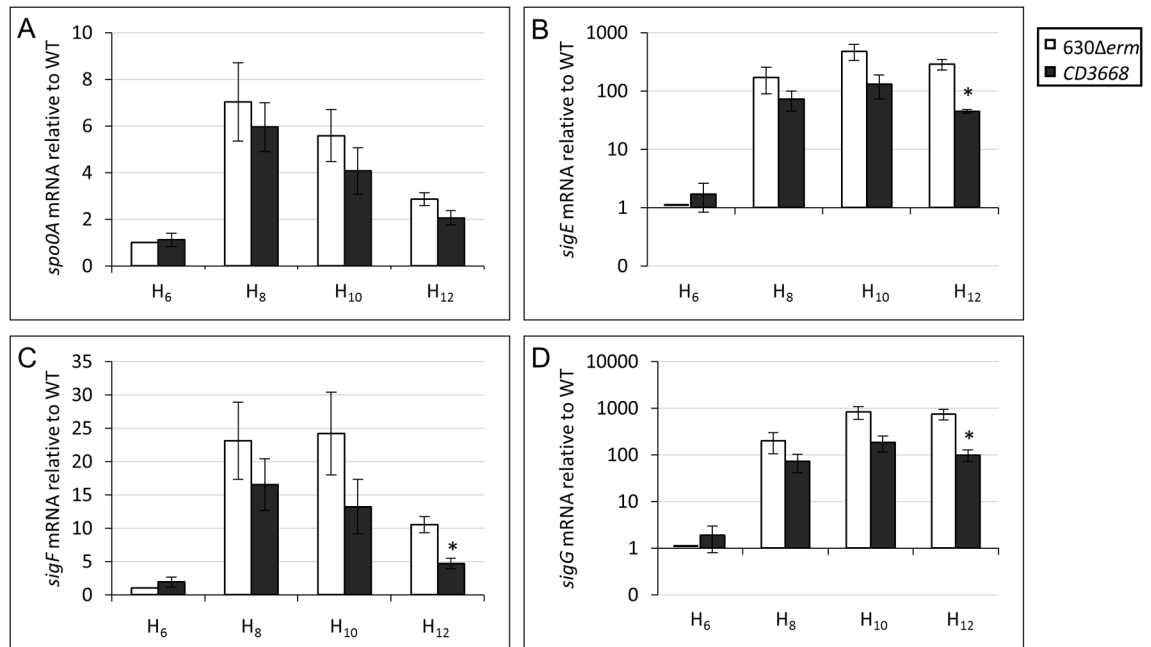 A
spo0A mRNA relative to WT
10
8
6
4
2
0
H6
H8
H10
H12
B
sigE mRNA relative to WT
1000
100
10
1
0
*
H6
H8
H10
H12
630Δerm
CD3668
C
sigF mRNA relative to WT
35
30
25
20
15
10
5
0
*
H6
H8
H10
H12
D
sigG mRNA relative to WT
10000
1000
100
10
1
0
*
H6
H8
H10
H12